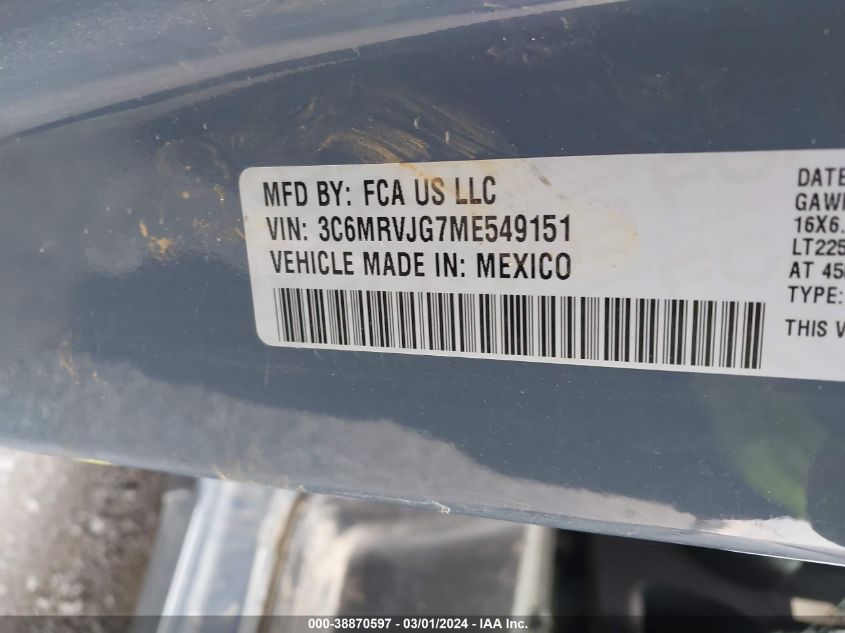 MFD BY: FCA US LLC
VIN: 3C6MRVJG7ME549151
VEHICLE MADE IN: MEXICO
DATE
GAW
16X6.
LT225
AT 45
TYPE:
THIS V
000-38870597 - 03/01/2024 - IAA Inc.